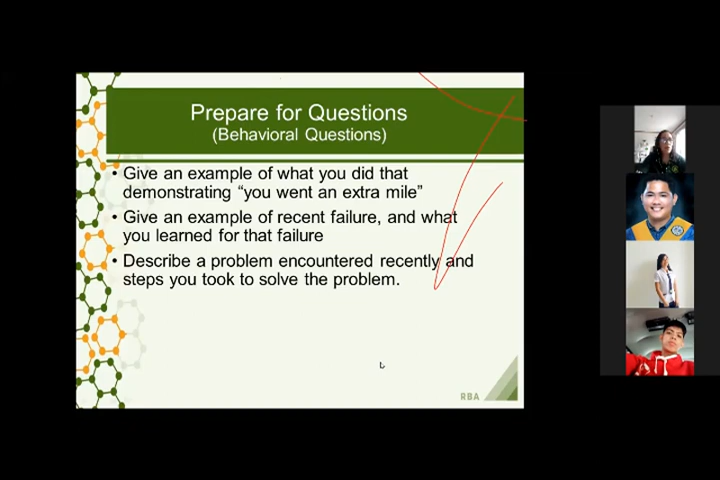 Prepare for Questions
(Behavioral Questions)
• Give an example of what you did that
demonstrating “you went an extra mile”
• Give an example of recent failure, and what
you learned for that failure
• Describe a problem encountered recently and
steps you took to solve the problem.
RBA